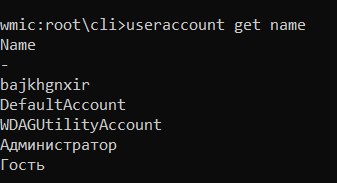 wmic:root\cli>useraccount get name
Name
-
bajkhgnxir
DefaultAccount
WDAGUtilityAccount
Администратор
Гость